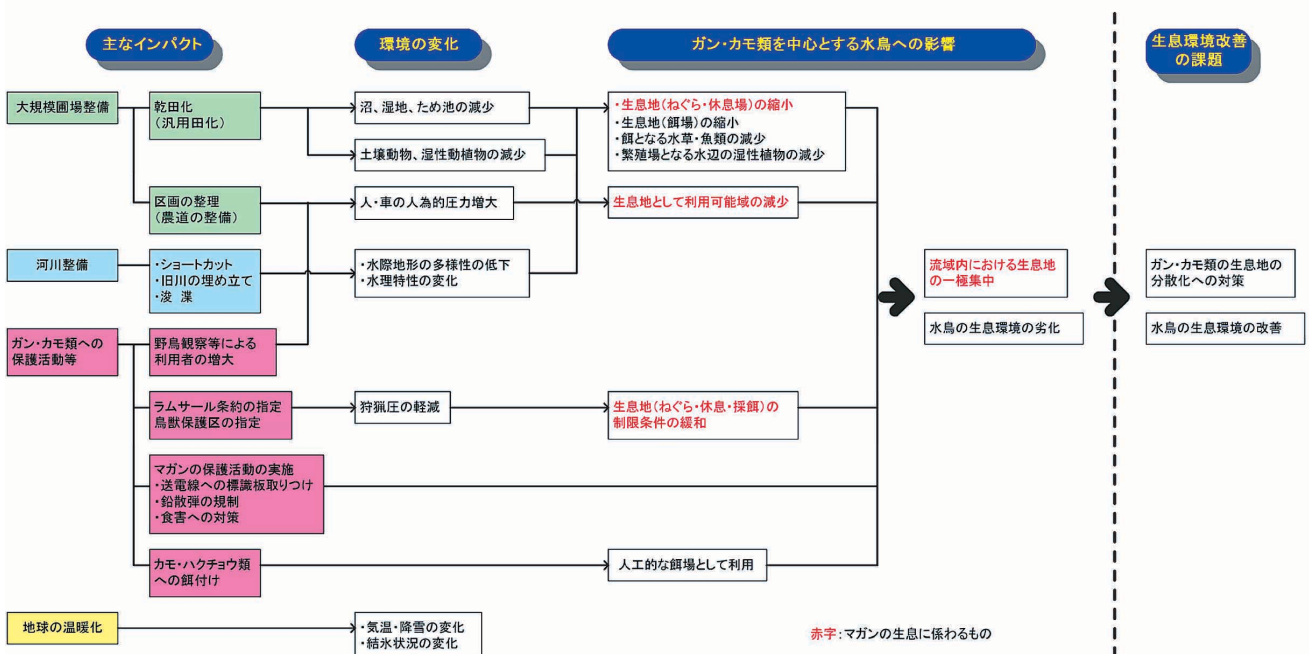 主なインパクト
環境の変化
ガン・カモ類を中心とする水鳥への影響
生息環境改善
の課題
大規模圃場整備
乾田化
(汎用田化)
沼、湿地、ため池の減少
・生息地(ねぐら・休息場)の縮小
・生息地(餌場)の縮小
・餌となる水草・魚類の減少
・繁殖場となる水辺の湿性植物の減少
土壌動物、湿性動植物の減少
区画の整理
(農道の整備)
人・車の人為的圧力増大
生息地として利用可能域の減少
河川整備
・ショートカット
・旧川の埋め立て
・浚 渫
・水際地形の多様性の低下
・水理特性の変化
流域内における生息地
の一極集中
ガン・カモ類の生息地の
分散化への対策
水鳥の生息環境の劣化
水鳥の生息環境の改善
ガン・カモ類への
保護活動等
野鳥観察等による
利用者の増大
ラムサール条約の指定
鳥獣保護区の指定
狩猟圧の軽減
生息地(ねぐら・休息・採餌)の
制限条件の緩和
マガンの保護活動の実施
・送電線への標識板取りつけ
・鉛散弾の規制
・食害への対策
カモ・ハクチョウ類
への餌付け
人工的な餌場として利用
地球の温暖化
・気温・降雪の変化
・結氷状況の変化
赤字：マガンの生息に係わるもの